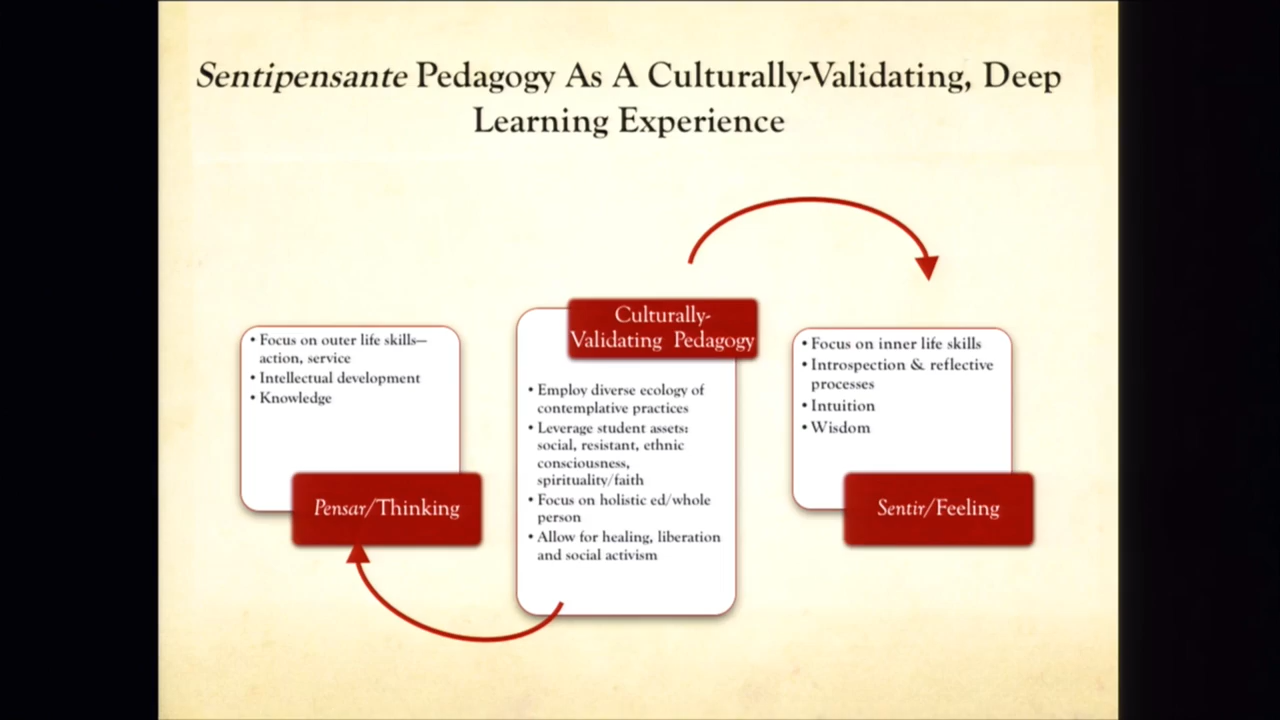 Sentipensante Pedagogy As A Culturally-Validating, Deep
Learning Experience
• Focus on outer life skills—
action, service
• Intellectual development
• Knowledge
Pensar/Thinking
Culturally-
Validating Pedagogy
• Employ diverse ecology of
contemplative practices
• Leverage student assets:
social, resistant, ethnic
consciousness,
spirituality/faith
• Focus on holistic ed/whole
person
• Allow for healing, liberation
and social activism
• Focus on inner life skills
• Introspection & reflective
processes
• Intuition
• Wisdom
Sentir/Feeling